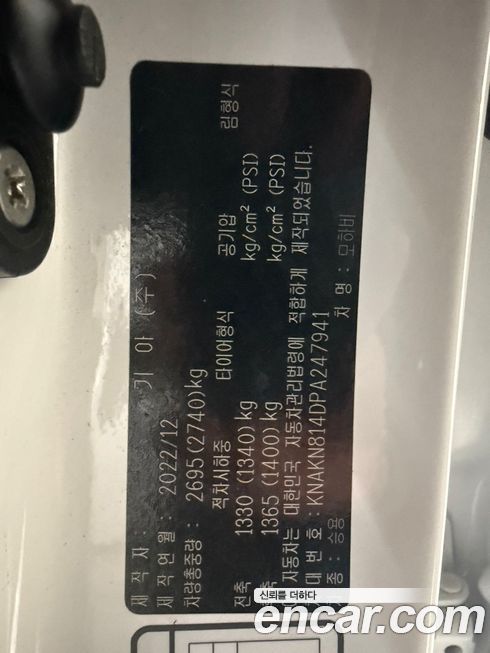 제작자 : 기아 (주)
제작연월 : 2022/12
차량총중량 : 2695(2740)kg
적차시하중 타이어형식 공기압 림형식
kg/cm² (PSI)
전축 1330 (1340)kg kg/cm² (PSI)
1365 (1400)kg kg/cm² (PSI)
자동차는 대한민국 자동차관리법령에 적합하게 제작되었습니다.
대번호 : KNAKN814DPA247941
종 : 승용 차명 : 모하비
신뢰를 더하다
encar.com